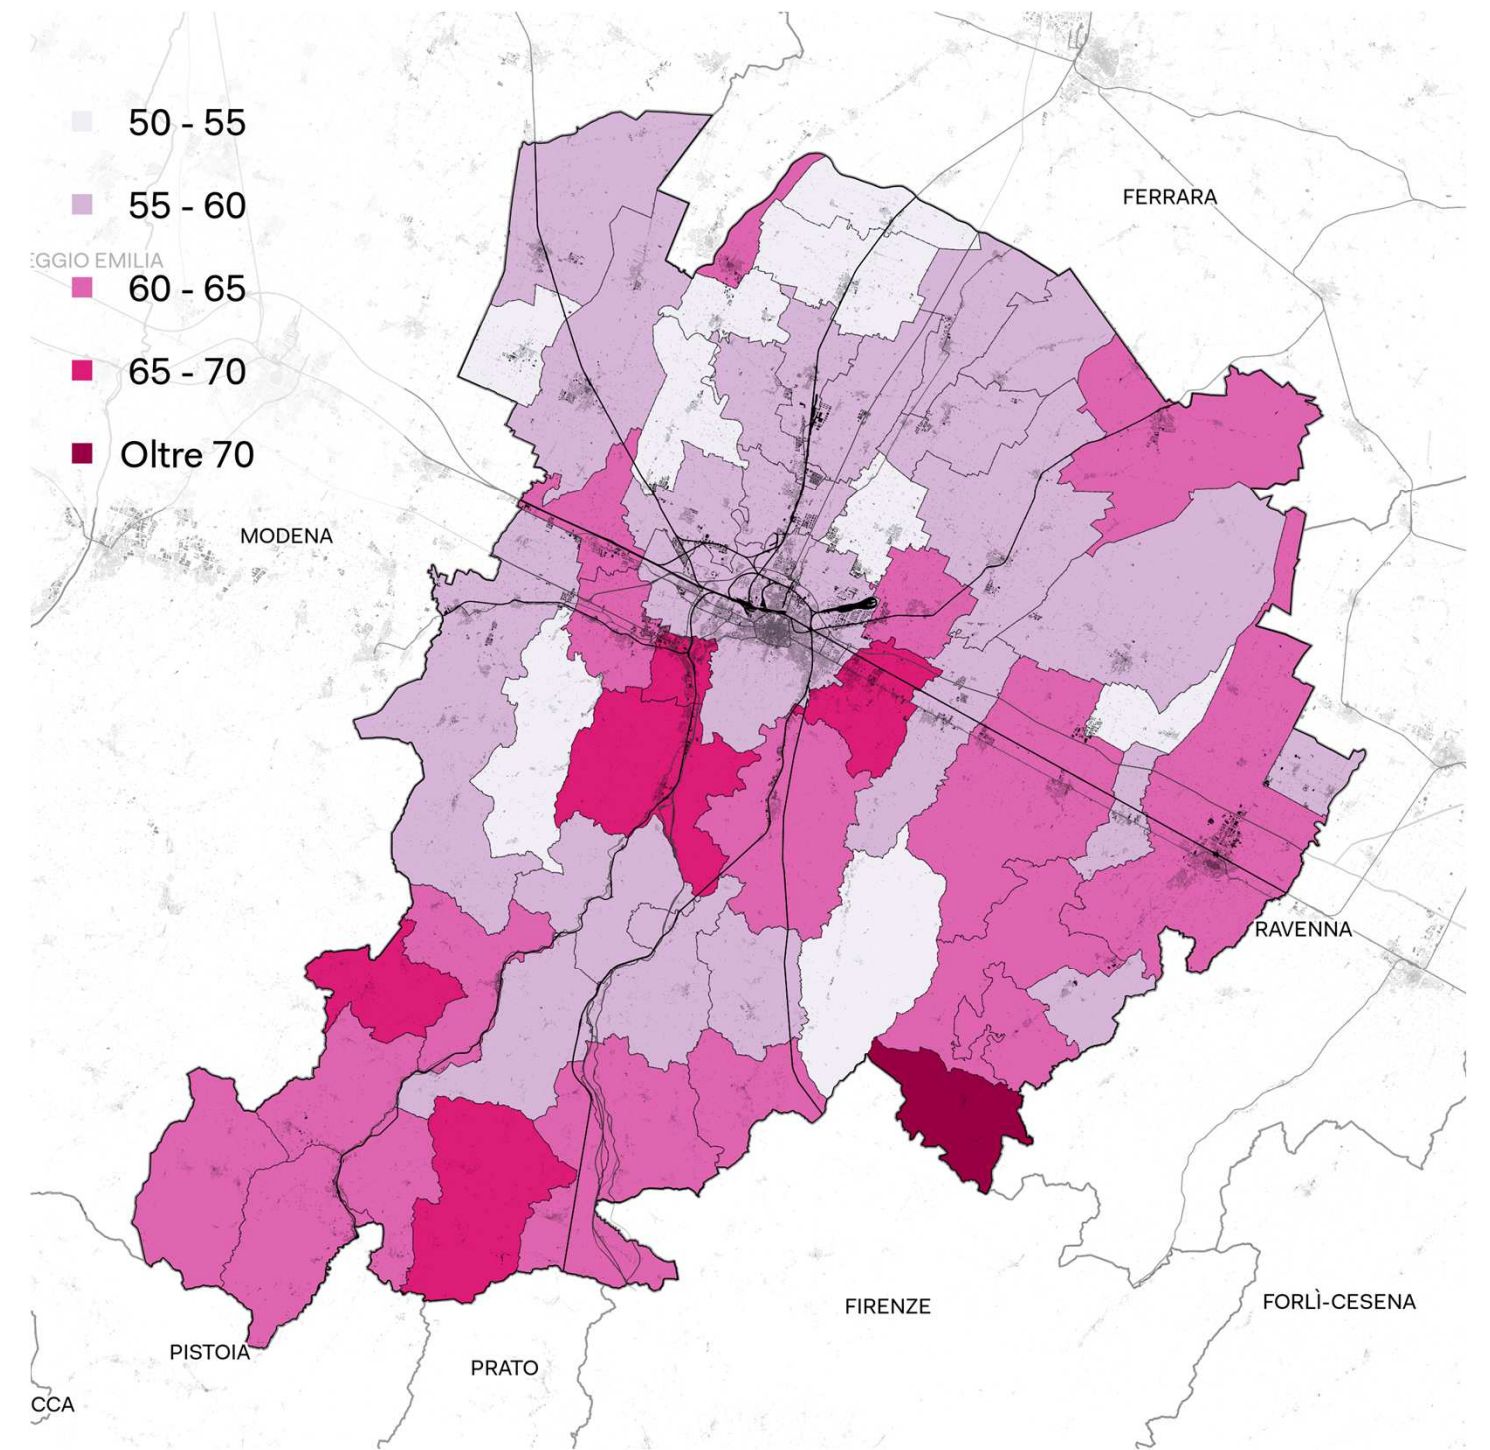 50 - 55
55 - 60
EGGIO EMILIA
60 - 65
65 - 70
Oltre 70
FERRARA
MODENA
RAVENNA
FIRENZE
FORLÌ-CESENA
PISTOIA
PRATO
CCA